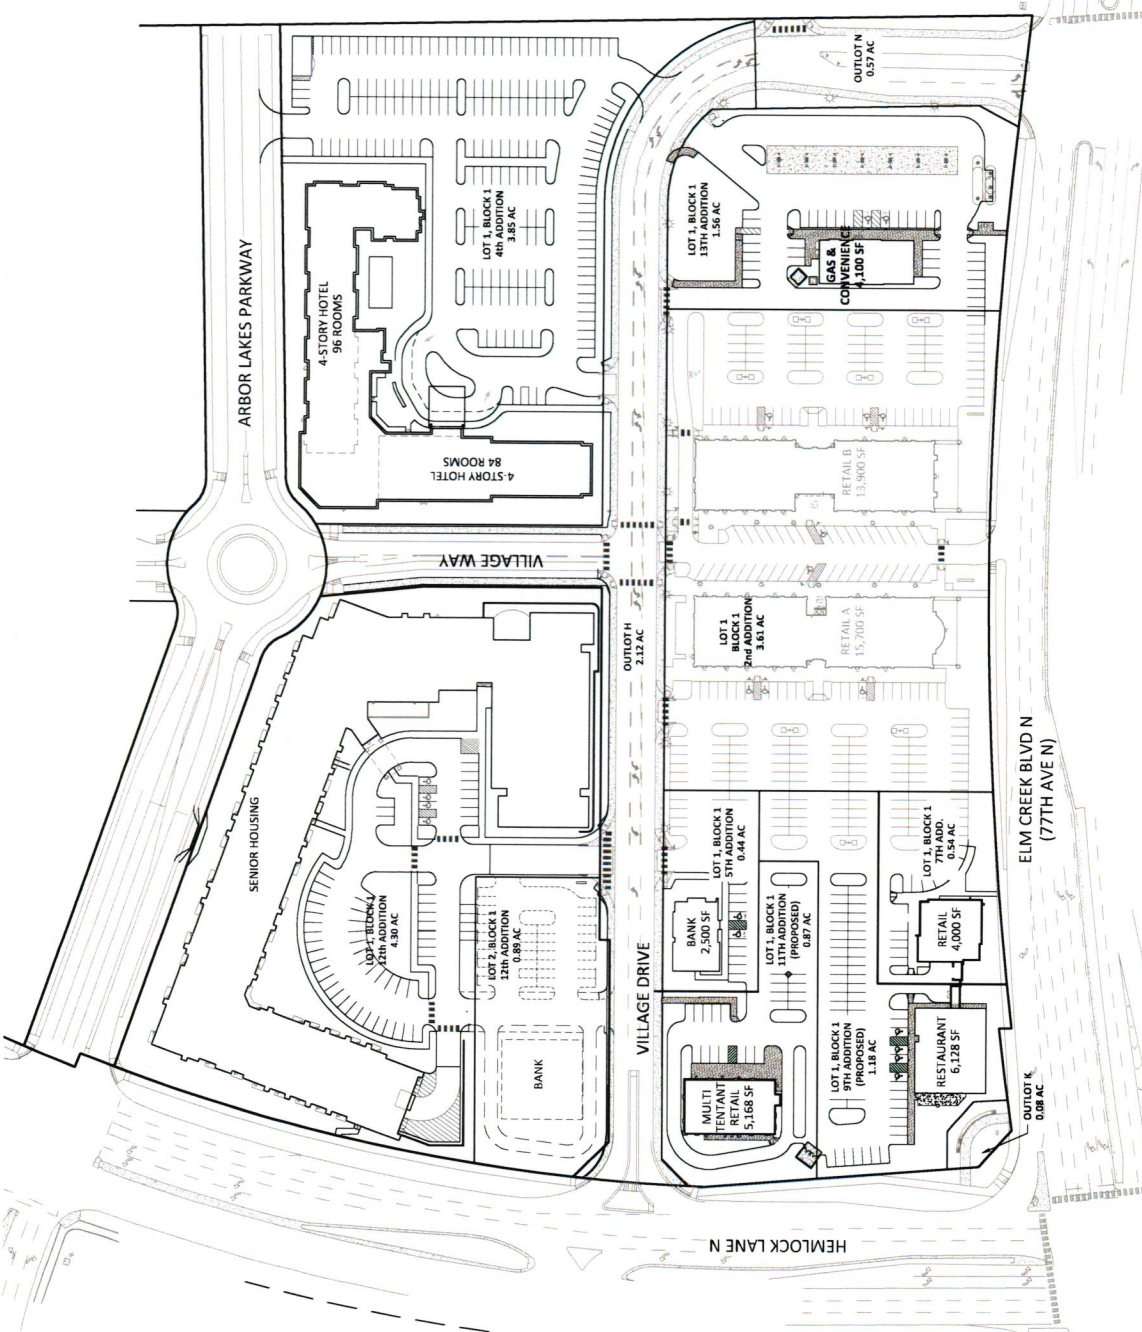 OUTLOT N
0.57 AC
ARBOR LAKES PARKWAY
4-STORY HOTEL
96 ROOMS
LOT 1, BLOCK 1
4th ADDITION
3.85 AC
LOT 1, BLOCK 1
13TH ADDITION
1.56 AC
GAS &
CONVENIENCE
4,100 SF
4-STORY HOTEL
84 ROOMS
RETAIL B
13,900 SF
VILLAGE WAY
OUTLOT H
2.12 AC
LOT 1
BLOCK 1
2nd ADDITION
3.61 AC
RETAIL A
15,700 SF
ELM CREEK BLVD N
(77TH AVE N)
SENIOR HOUSING
LOT 1, BLOCK 1
12th ADDITION
4.30 AC
LOT 2, BLOCK 1
12th ADDITION
0.89 AC
BANK
VILLAGE DRIVE
BANK
2,500 SF
LOT 1, BLOCK 1
5TH ADDITION
0.44 AC
LOT 1, BLOCK 1
11TH ADDITION
(PROPOSED)
0.87 AC
LOT 1, BLOCK 1
7TH ADD.
0.54 AC
RETAIL
4,000 SF
MULTI
TENTANT
RETAIL
5,168 SF
LOT 1, BLOCK 1
9TH ADDITION
(PROPOSED)
1.18 AC
RESTAURANT
6,128 SF
OUTLOT K
0.08 AC
HEMLOCK LANE N